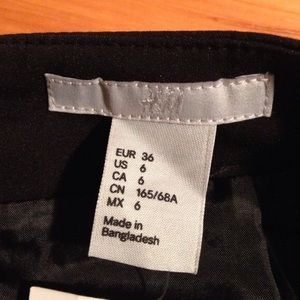 H&M
EUR 36
US 6
CA 6
CN 165/68A
MX 6
Made in
Bangladesh